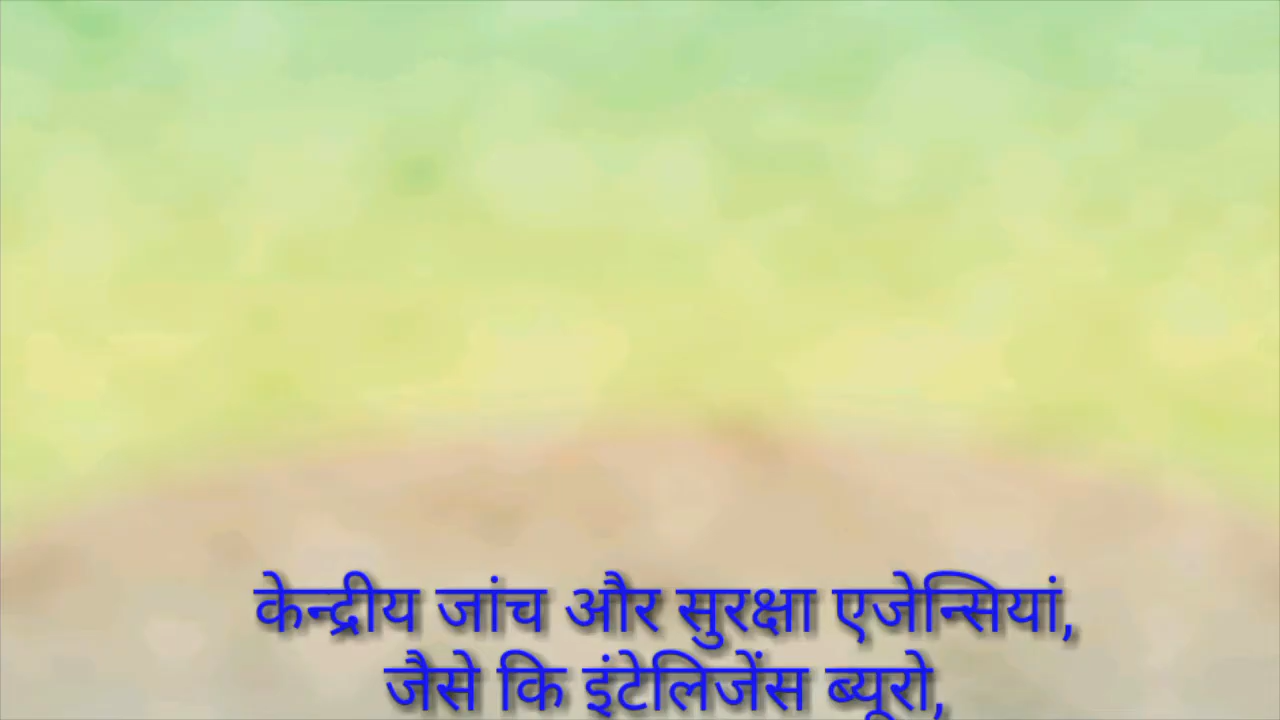 केन्द्रीय जांच और सुरक्षा एजेन्सियां,
जैसे कि इंटेलिजेंस ब्यूरो,